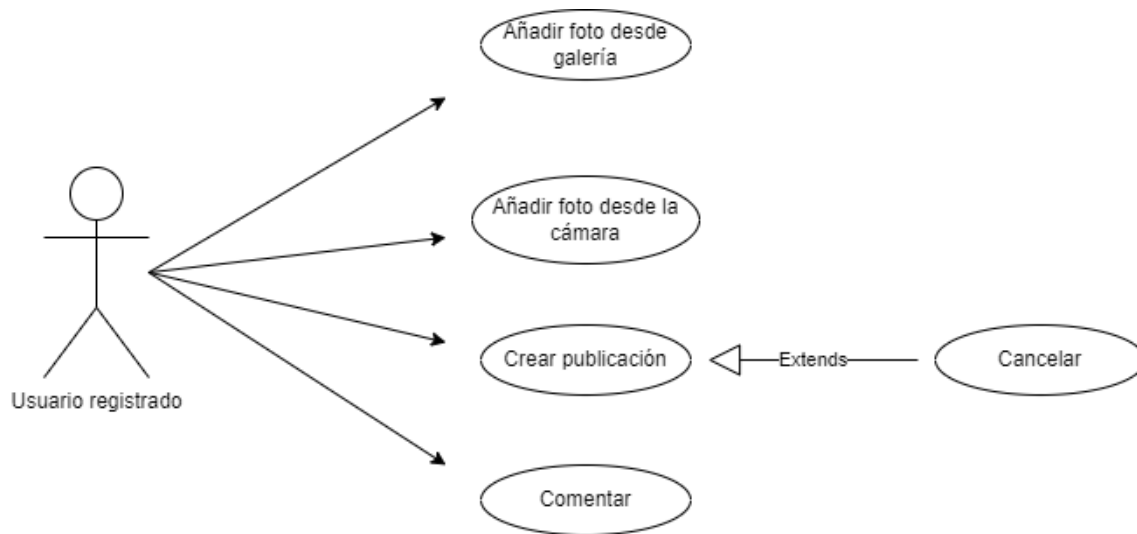 Añadir foto desde
galería
Añadir foto desde la
cámara
Crear publicación
Extends
Cancelar
Usuario registrado
Comentar